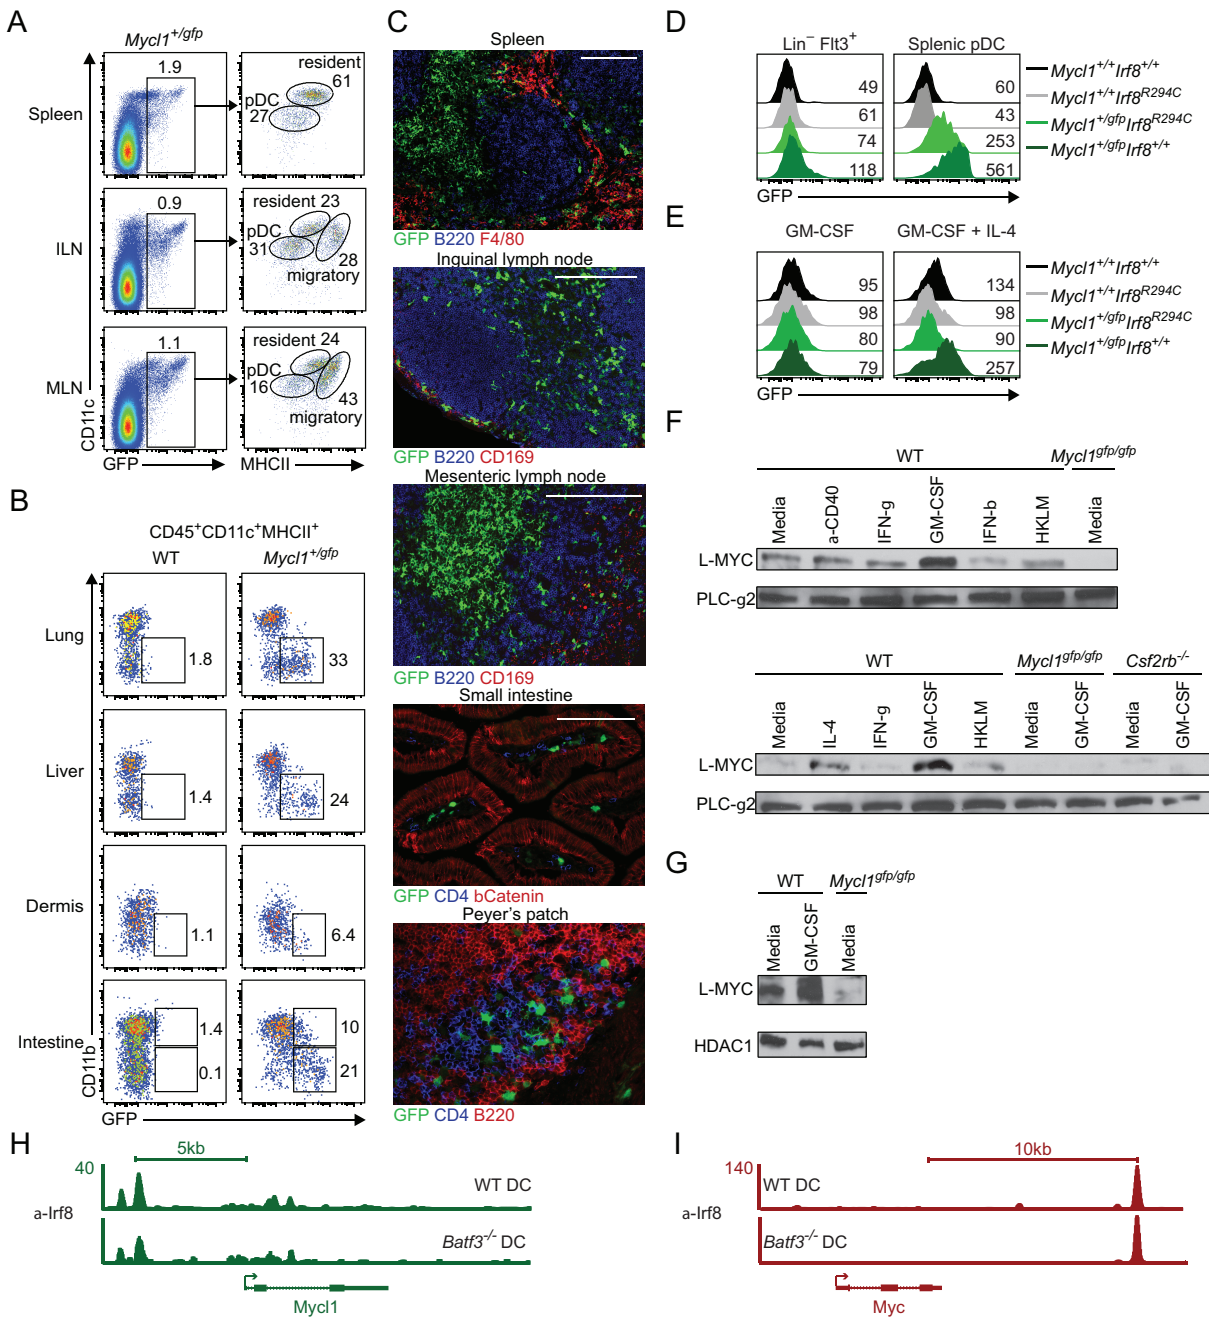 A
Mycl1+/gfp
1.9
resident
61
pDC
27
Spleen
0.9
resident 23
pDC
31
28
migratory
ILN
1.1
resident 24
pDC
16
43
migratory
MLN
CD11c
GFP
MHCII
B
CD45+CD11c+MHCII+
WT
Mycl1+/gfp
Lung
1.8
33
Liver
1.4
24
Dermis
1.1
6.4
Intestine
1.4
10
0.1
21
CD11b
GFP
C
Spleen
GFP B220 F4/80
Inguinal lymph node
GFP B220 CD169
Mesenteric lymph node
GFP B220 CD169
Small intestine
GFP CD4 bCatenin
Peyer's patch
GFP CD4 B220
D
Lin− Flt3+
Splenic pDC
49
60
Mycl1+/+Irf8+/+
61
43
Mycl1+/+Irf8R294C
74
253
Mycl1+/gfpIrf8R294C
118
561
Mycl1+/gfpIrf8+/+
GFP
E
GM-CSF
GM-CSF + IL-4
95
134
Mycl1+/+Irf8+/+
98
98
Mycl1+/+Irf8R294C
80
90
Mycl1+/gfpIrf8R294C
79
257
Mycl1+/gfpIrf8+/+
GFP
F
WT
Mycl1gfp/gfp
Media
a-CD40
IFN-g
GM-CSF
IFN-b
HKLM
Media
L-MYC
PLC-g2
WT
Mycl1gfp/gfp
Csf2rb-/-
Media
IL-4
IFN-g
GM-CSF
HKLM
Media
GM-CSF
Media
GM-CSF
L-MYC
PLC-g2
G
WT
Mycl1gfp/gfp
Media
GM-CSF
Media
L-MYC
HDAC1
H
5kb
40
WT DC
a-Irf8
Batf3-/- DC
Mycl1
I
10kb
140
WT DC
a-Irf8
Batf3-/- DC
Myc